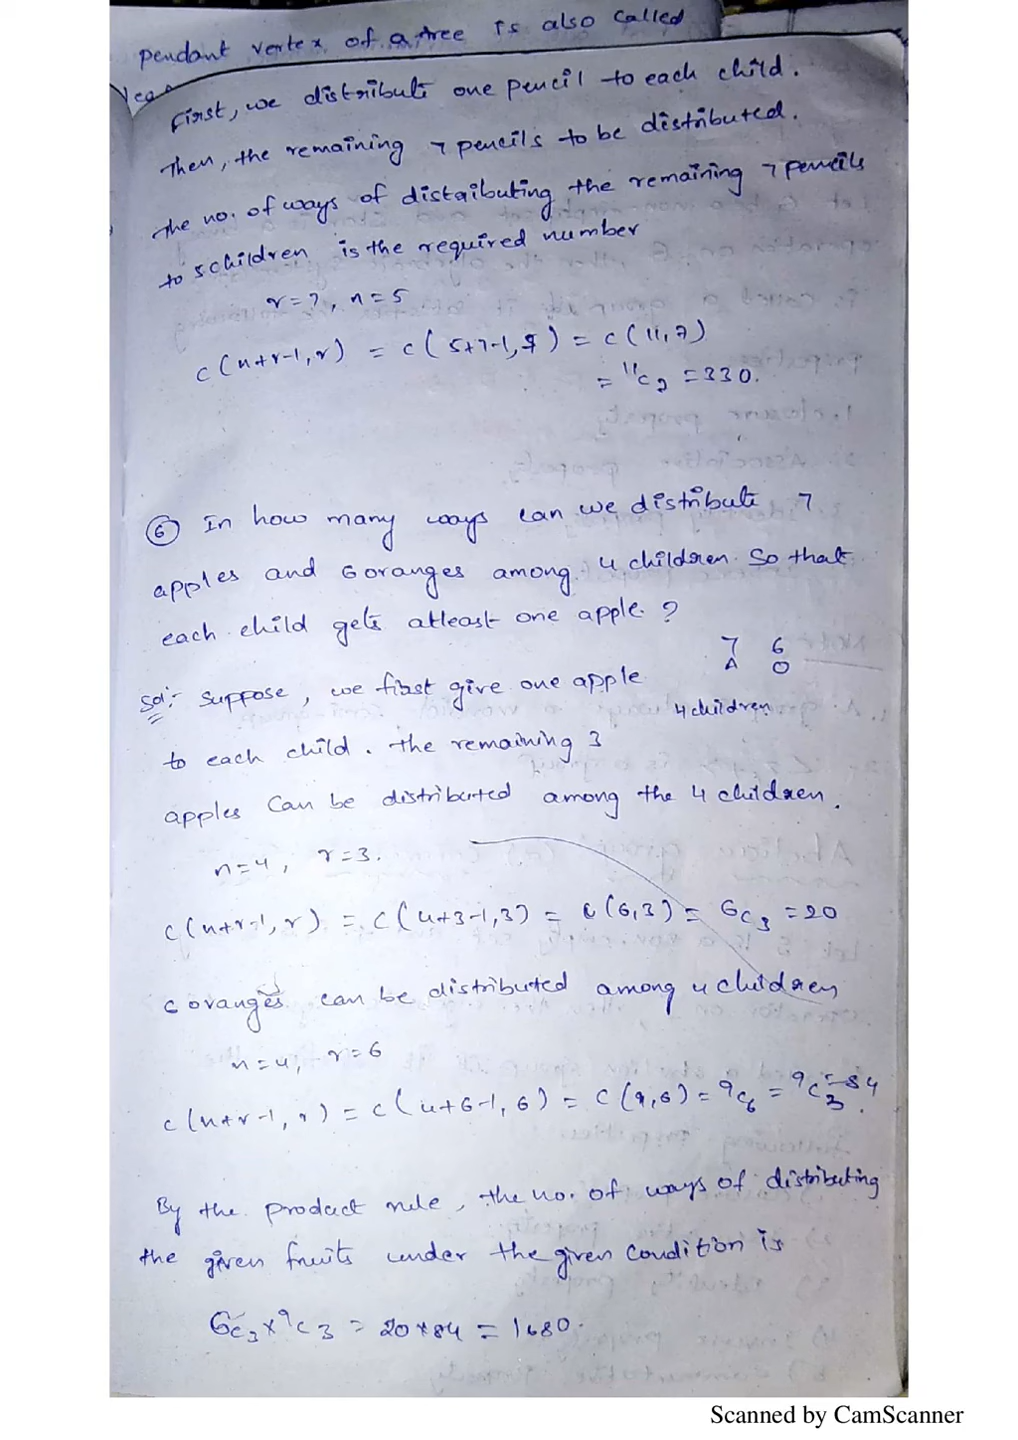 Pendant vertex of a tree is also called
First, we distribute one pencil to each child.
Then, the remaining 7 pencils to be distributed.
The no. of ways of distributing the remaining 7 pencils
to 5 children is the required number
r=7, n=5
C(n+r-1, r) = C(5+7-1, 7) = C(11,7)
= ¹¹C₇ = 330.
⑥ In how many ways can we distribute 7
apples and 6 oranges among 4 children. So that
each child gets atleast one apple. ?
7 6
A O
Sol:- Suppose, we first give one apple
4 children
to each child. The remaining 3
apples can be distributed among the 4 children.
n=4, r=3.
C(n+r-1, r) = C(4+3-1, 3) = C(6,3) = 6C₃ = 20
6 oranges can be distributed among 4 children
n=4, r=6
C(n+r-1, r) = C(4+6-1, 6) = C(9,6) = 9C₆ = 9C₃ = 84.
By the product rule, the no. of ways of distributing
the given fruits under the given condition is
6C₃ x 9C₃ = 20*84 = 1680.
Scanned by CamScanner